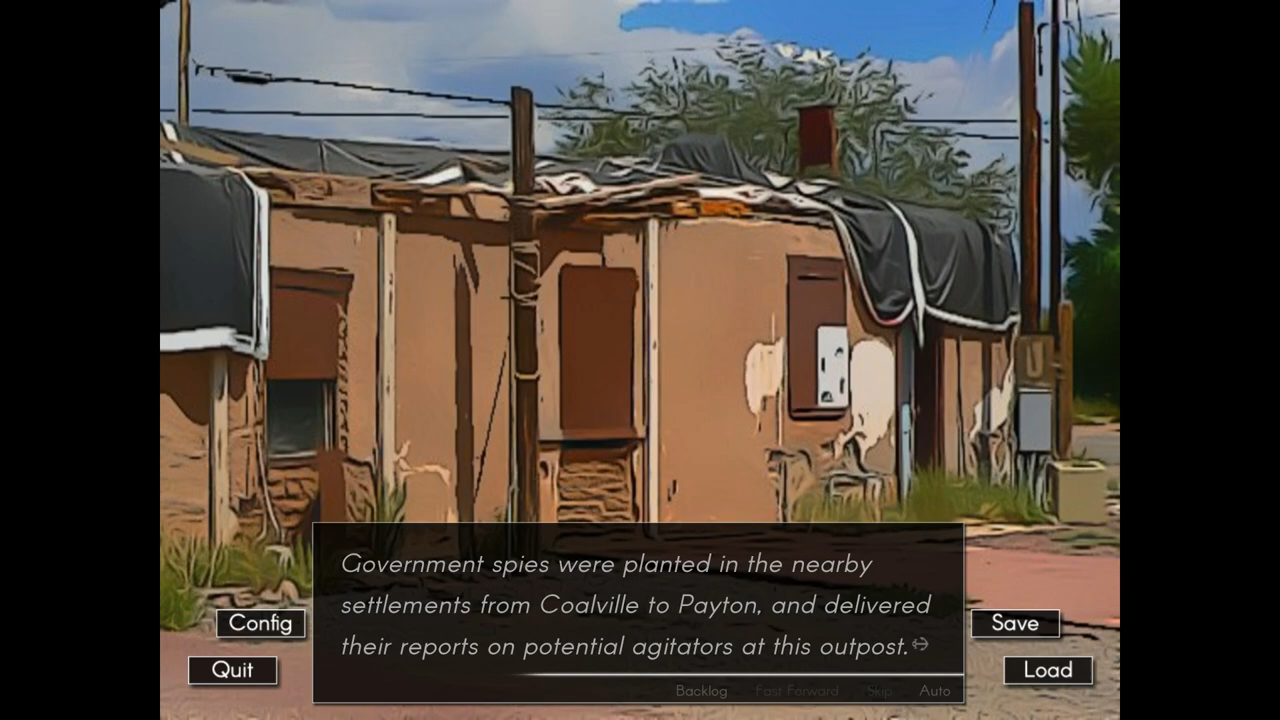 Government spies were planted in the nearby
settlements from Coalville to Payton, and delivered
their reports on potential agitators at this outpost.
Config
Save
Quit
Load
Backlog
Fast Forward
Skip
Auto